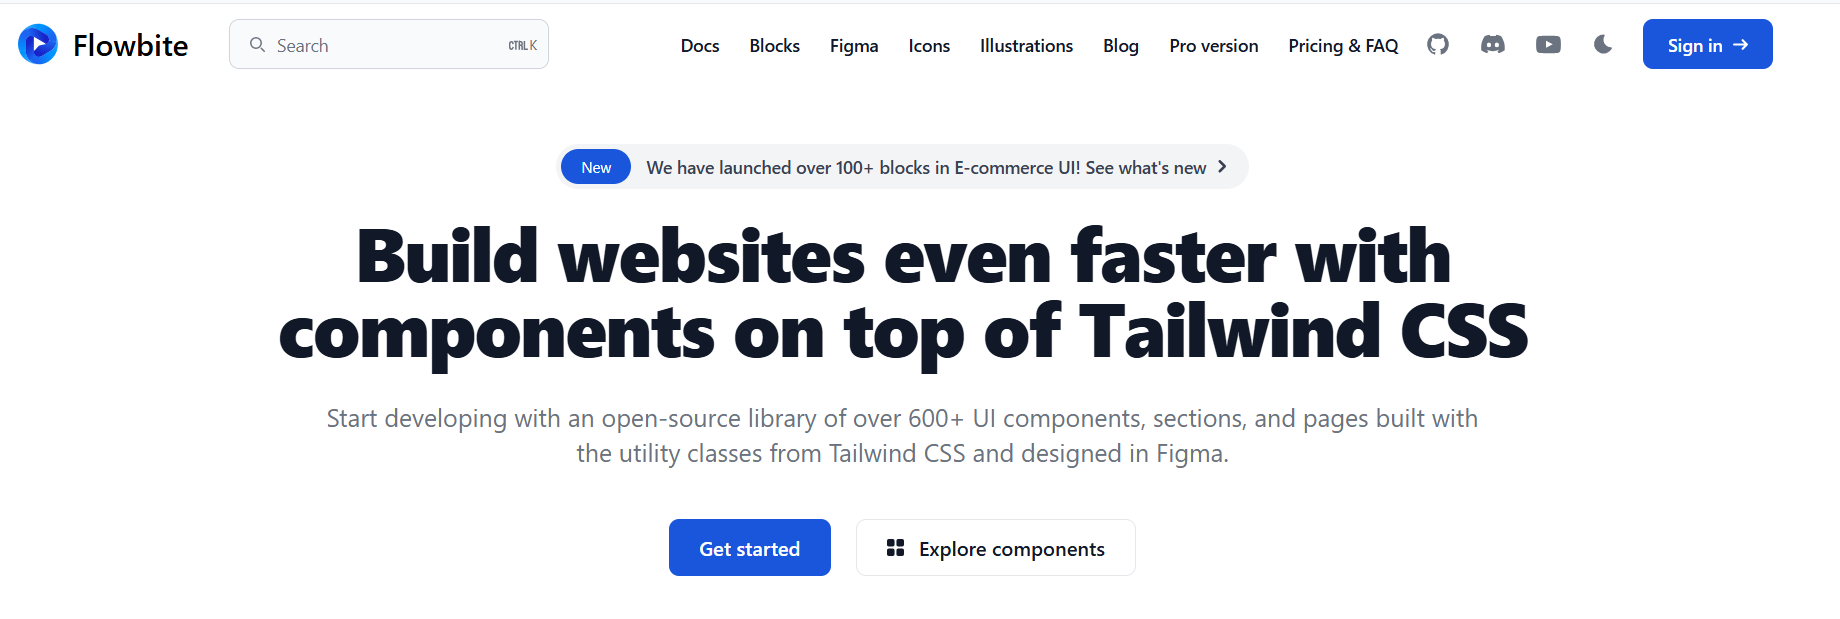 Flowbite
Search
CTRL K
Docs
Blocks
Figma
Icons
Illustrations
Blog
Pro version
Pricing & FAQ
Sign in
New
We have launched over 100+ blocks in E-commerce UI! See what's new
Build websites even faster with
components on top of Tailwind CSS
Start developing with an open-source library of over 600+ UI components, sections, and pages built with
the utility classes from Tailwind CSS and designed in Figma.
Get started
Explore components